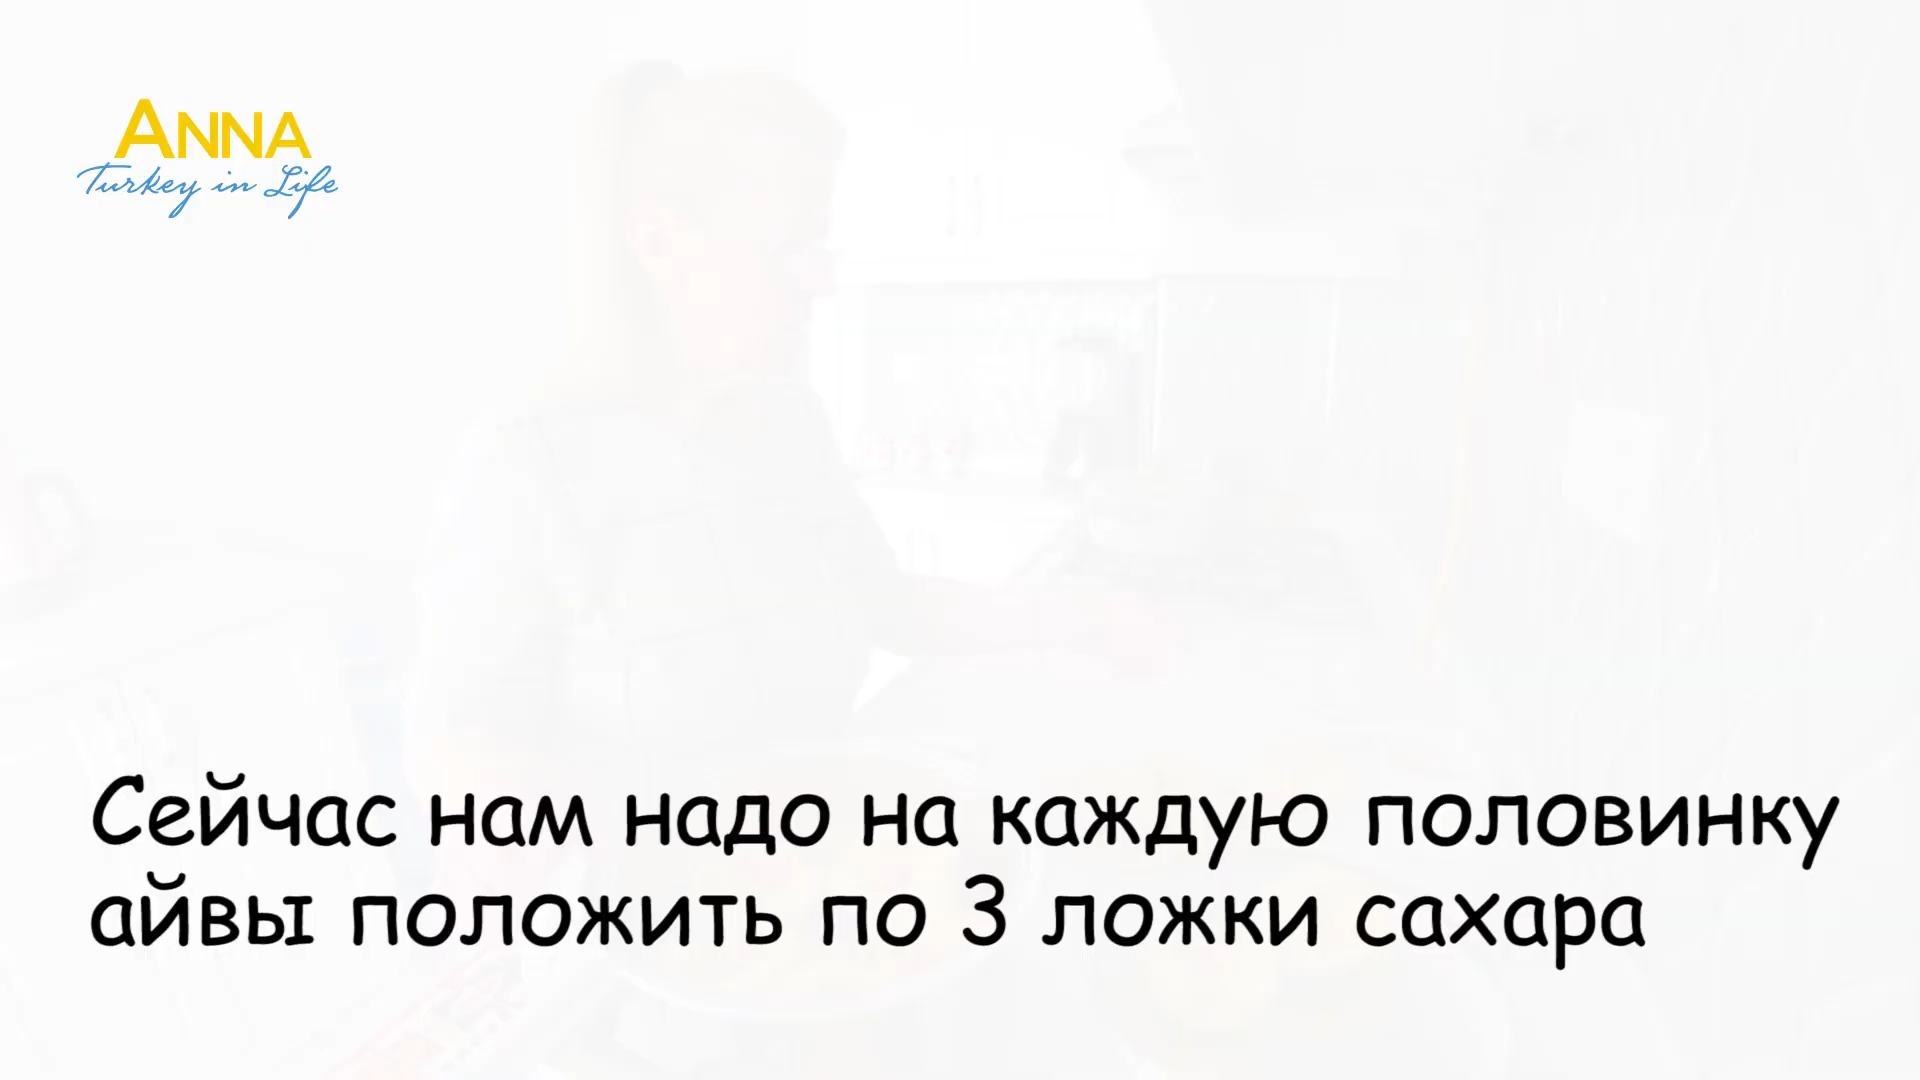 ANNA
Turkey in Life
Сейчас нам надо на каждую половинку
айвы положить по 3 ложки сахара